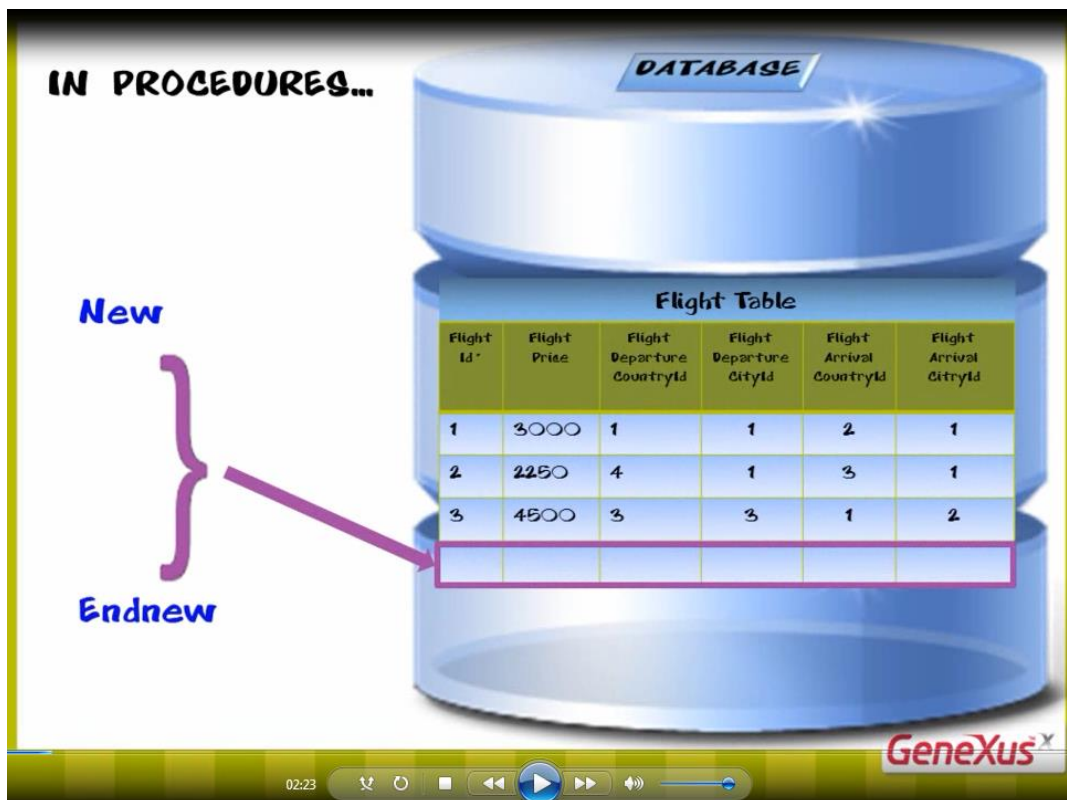 IN PROCEDURES...
DATABASE
New
Endnew
Flight Table
Flight Id* Flight Price Flight Departure CountryId Flight Departure CityId Flight Arrival CountryId Flight Arrival CitryId
1 3000 1 1 2 1
2 2250 4 1 3 1
3 4500 3 3 1 2
GeneXus X
02:23